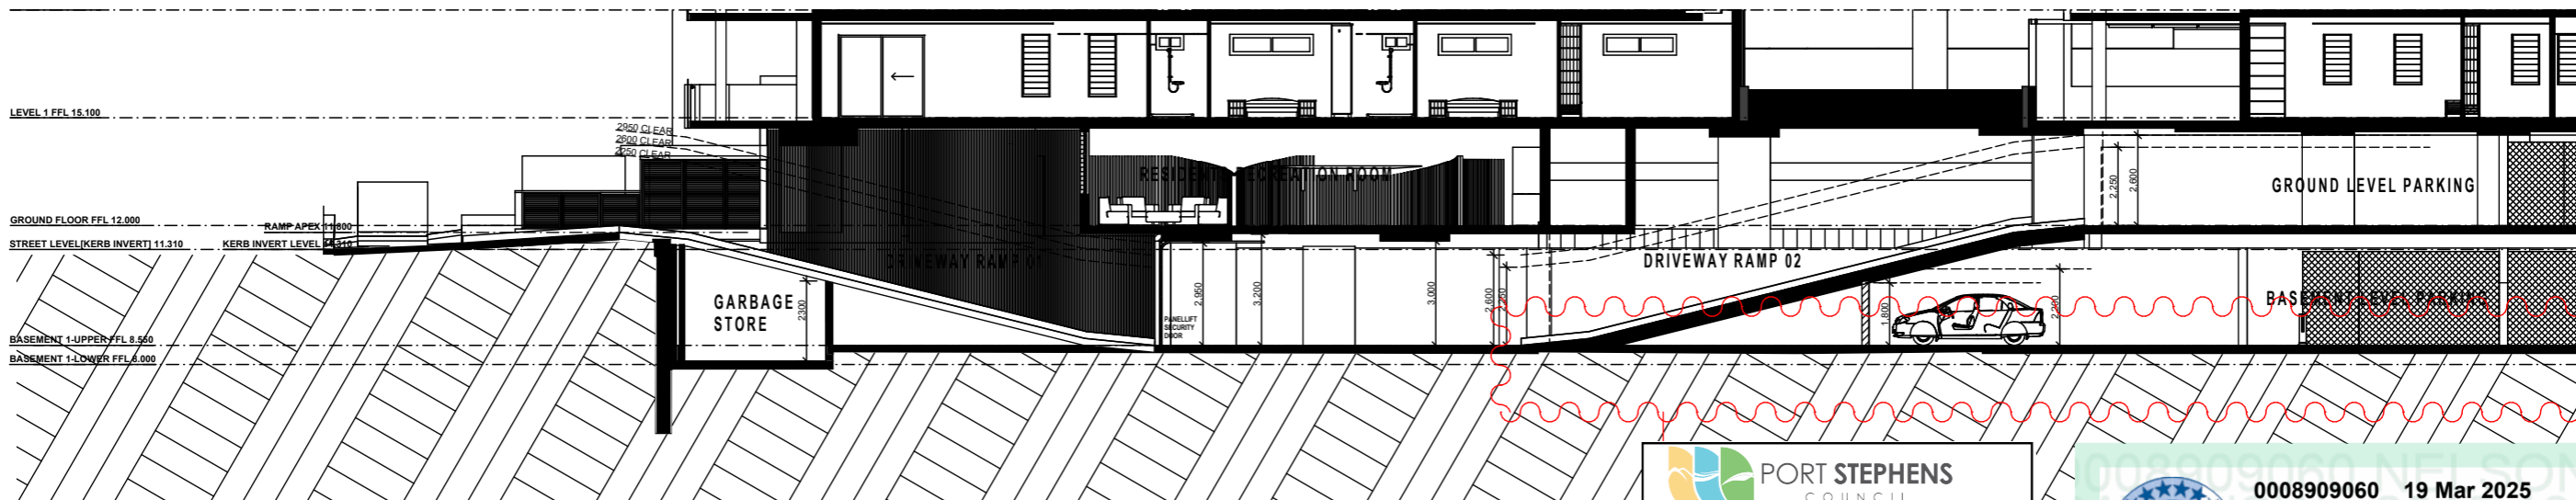 LEVEL 1 FFL 15.100
2950 CLEAR
2600 CLEAR
2250 CLEAR
RESIDENTS RECREATION ROOM
2,250
2,600
GROUND LEVEL PARKING
GROUND FLOOR FFL 12.000
RAMP APEX 11.800
STREET LEVEL[KERB INVERT] 11.310
KERB INVERT LEVEL 11.310
DRIVEWAY RAMP 01
DRIVEWAY RAMP 02
GARBAGE
STORE
2300
2,950
3,200
3,000
2,600
1,800
2,200
BASEMENT LEVEL PARKING
PANELLIFT
SECURITY
DOOR
BASEMENT 1-UPPER FFL 8.550
BASEMENT 1-LOWER FFL 8.000
PORT STEPHENS
COUNCIL
0008909060 NELSON
0008909060 19 Mar 2025